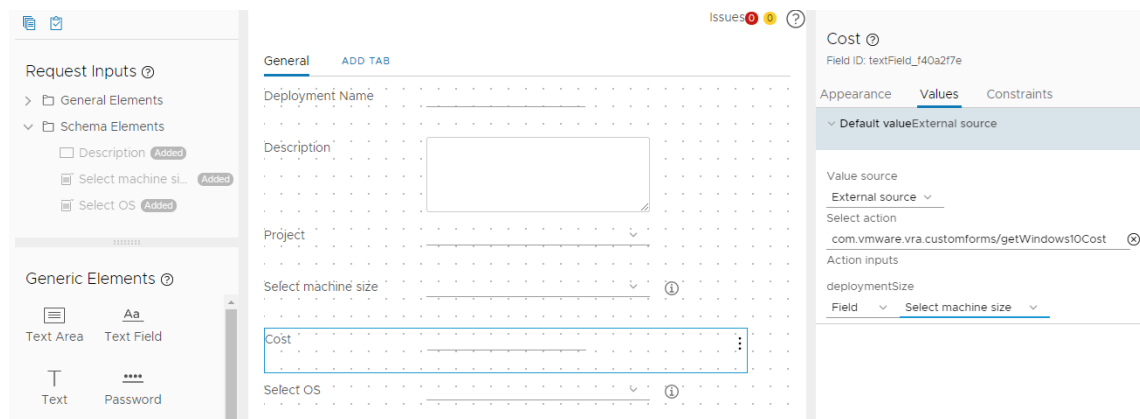 Issues 0 0
Request Inputs
General Elements
Schema Elements
Description Added
Select machine si... Added
Select OS Added
Generic Elements
Aa
Text Area Text Field
T ••••
Text Password
General ADD TAB
Deployment Name
Description
Project
Select machine size
Cost
Select OS
Cost
Field ID: textField_f40a2f7e
Appearance Values Constraints
Default valueExternal source
Value source
External source
Select action
com.vmware.vra.customforms/getWindows10Cost
Action inputs
deploymentSize
Field Select machine size